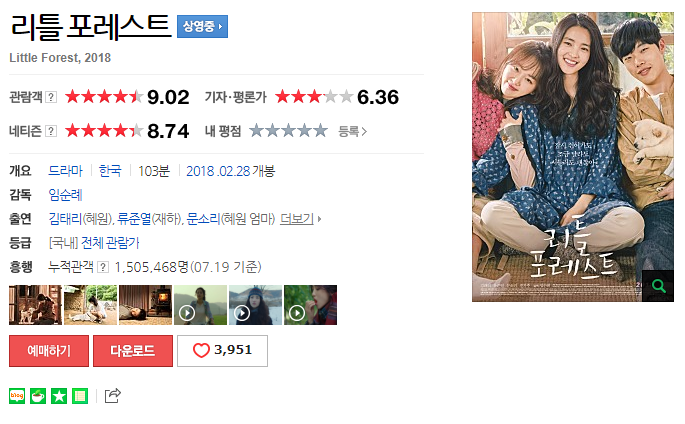 리틀 포레스트 상영중
Little Forest, 2018
관람객 ? 9.02 기자·평론가 6.36
네티즌 ? 8.74 내 평점 등록
개요 드라마 한국 103분 2018 .02.28 개봉
감독 임순례
출연 김태리(혜원), 류준열(재하), 문소리(혜원 엄마) 더보기
등급 [국내] 전체 관람가
흥행 누적관객 ? 1,505,468명(07.19 기준)
예매하기 다운로드 3,951
blog
리틀
포레스트